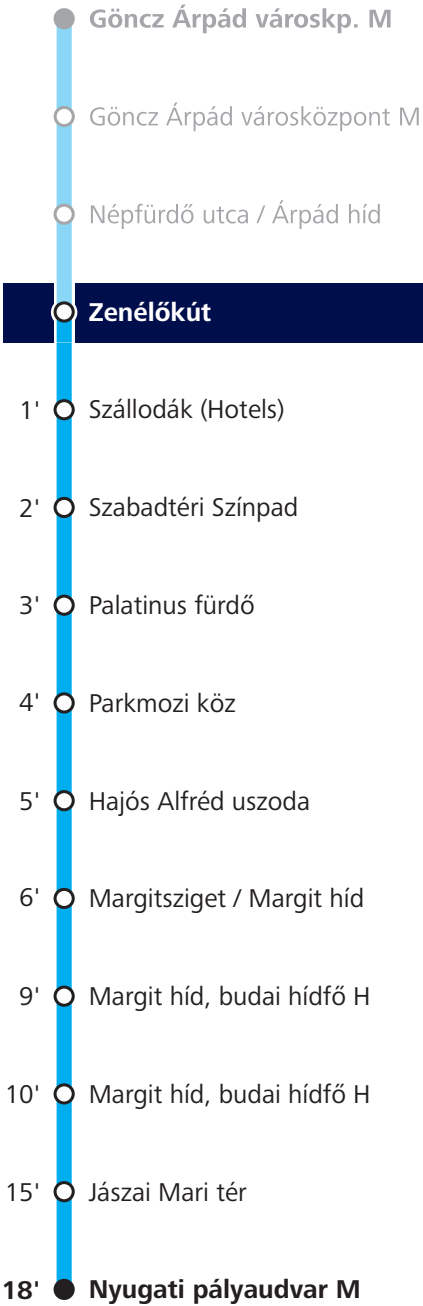 Göncz Árpád városkp. M
Göncz Árpád városközpont M
Népfürdő utca / Árpád híd
Zenélőkút
1' Szállodák (Hotels)
2' Szabadtéri Színpad
3' Palatinus fürdő
4' Parkmozi köz
5' Hajós Alfréd uszoda
6' Margitsziget / Margit híd
9' Margit híd, budai hídfő H
10' Margit híd, budai hídfő H
15' Jászai Mari tér
18' Nyugati pályaudvar M